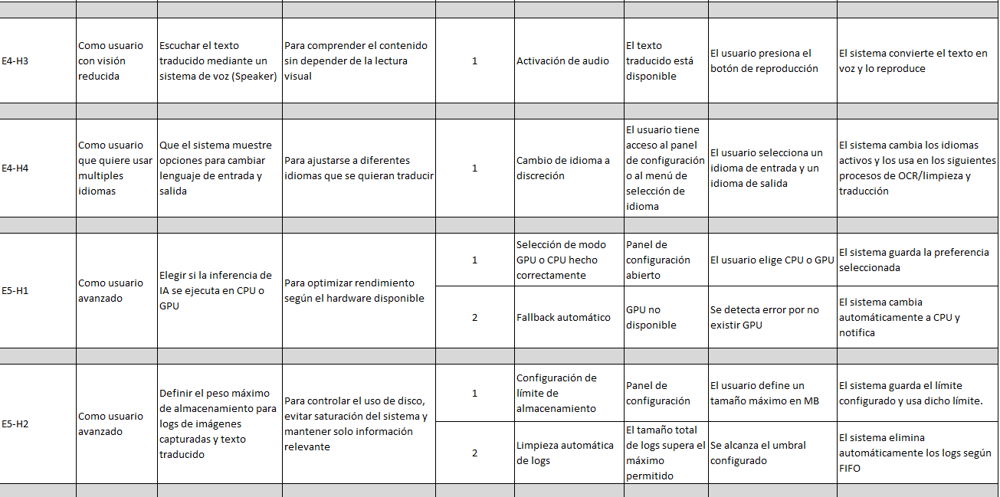 E4-H3
Como usuario
con visión
reducida
Escuchar el texto
traducido mediante un
sistema de voz (Speaker)
Para comprender el contenido
sin depender de la lectura
visual
1
Activación de audio
El texto
traducido está
disponible
El usuario presiona el
botón de reproducción
El sistema convierte el texto en
voz y lo reproduce
E4-H4
Como usuario
que quiere usar
multiples
idiomas
Que el sistema muestre
opciones para cambiar
lenguaje de entrada y
salida
Para ajustarse a diferentes
idiomas que se quieran traducir
1
Cambio de idioma a
discreción
El usuario tiene
acceso al panel
de configuración
o al menú de
selección de
idioma
El usuario selecciona un
idioma de entrada y un
idioma de salida
El sistema cambia los idiomas
activos y los usa en los siguientes
procesos de OCR/limpieza y
traducción
E5-H1
Como usuario
avanzado
Elegir si la inferencia de
IA se ejecuta en CPU o
GPU
Para optimizar rendimiento
según el hardware disponible
1
Selección de modo
GPU o CPU hecho
correctamente
Panel de
configuración
abierto
El usuario elige CPU o GPU
El sistema guarda la preferencia
seleccionada
2
Fallback automático
GPU no
disponible
Se detecta error por no
existir GPU
El sistema cambia
automáticamente a CPU y
notifica
E5-H2
Como usuario
avanzado
Definir el peso máximo
de almacenamiento para
logs de imágenes
capturadas y texto
traducido
Para controlar el uso de disco,
evitar saturación del sistema y
mantener solo información
relevante
1
Configuración de
límite de
almacenamiento
Panel de
configuración
El usuario define un
tamaño máximo en MB
El sistema guarda el límite
configurado y usa dicho límite.
2
Limpieza automática
de logs
El tamaño total
de logs supera el
máximo
permitido
Se alcanza el umbral
configurado
El sistema elimina
automáticamente los logs según
FIFO